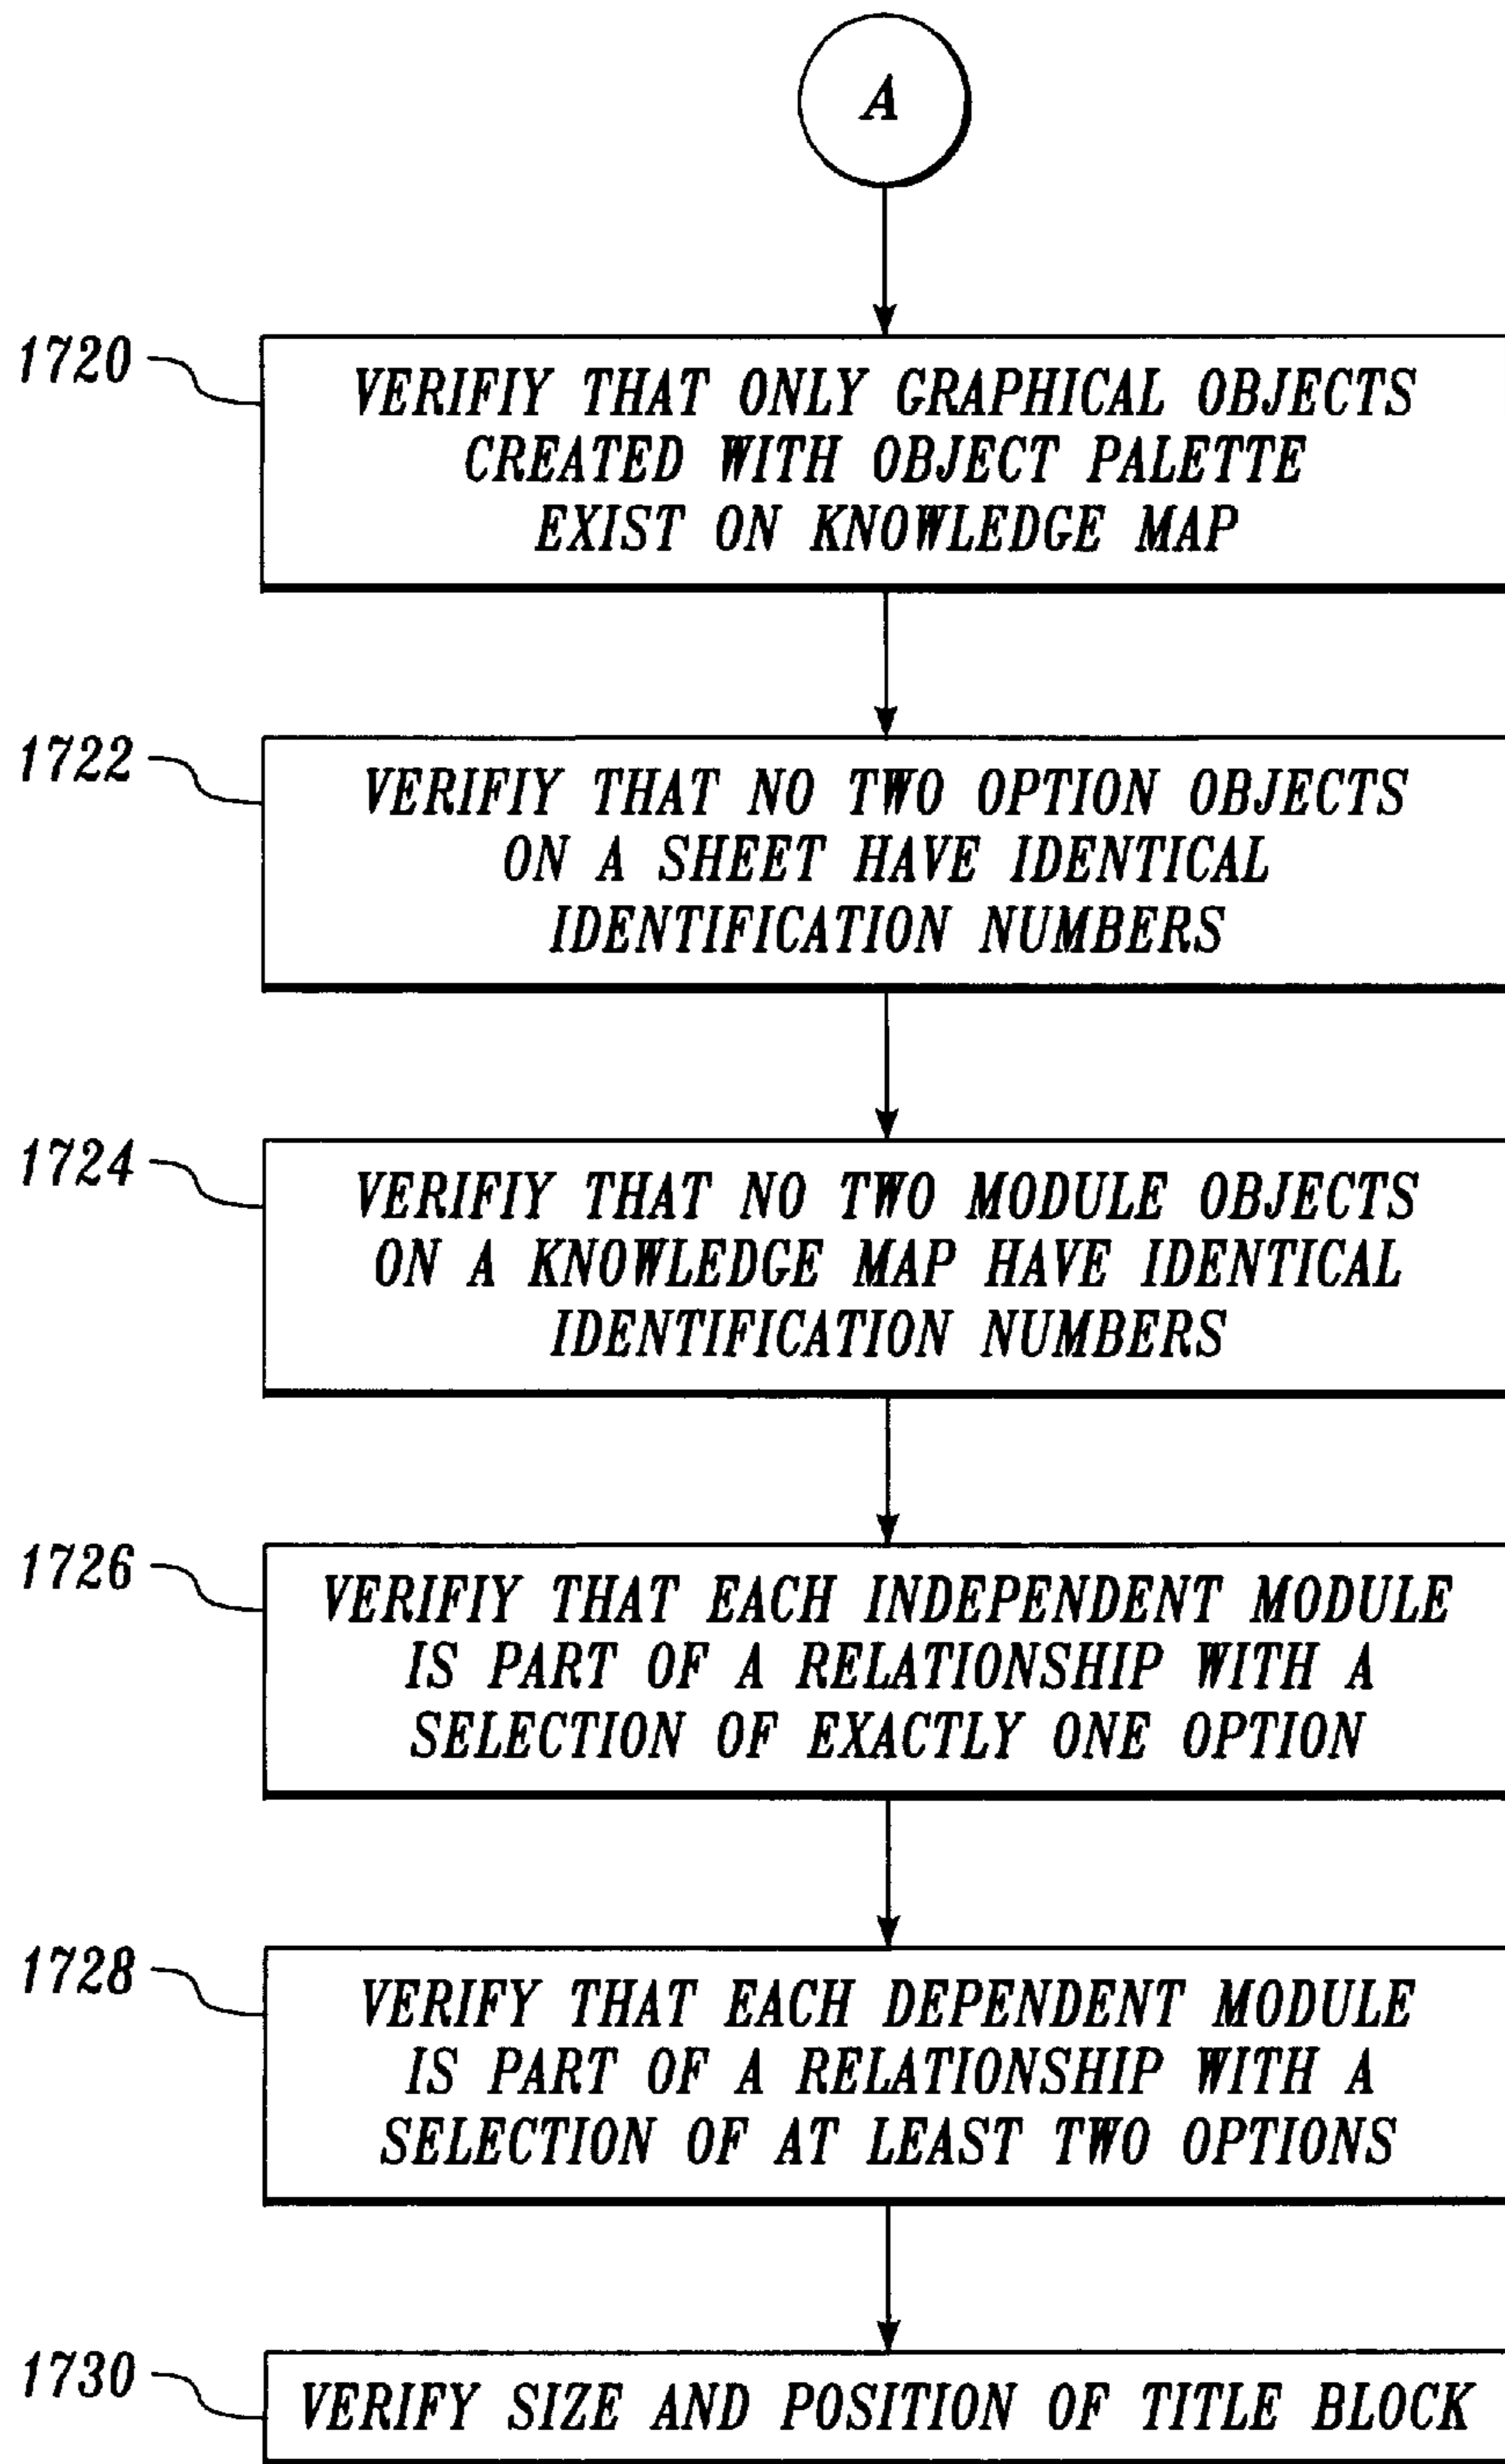 A
1720
VERIFIY THAT ONLY GRAPHICAL OBJECTS
CREATED WITH OBJECT PALETTE
EXIST ON KNOWLEDGE MAP
1722
VERIFIY THAT NO TWO OPTION OBJECTS
ON A SHEET HAVE IDENTICAL
IDENTIFICATION NUMBERS
1724
VERIFIY THAT NO TWO MODULE OBJECTS
ON A KNOWLEDGE MAP HAVE IDENTICAL
IDENTIFICATION NUMBERS
1726
VERIFIY THAT EACH INDEPENDENT MODULE
IS PART OF A RELATIONSHIP WITH A
SELECTION OF EXACTLY ONE OPTION
1728
VERIFY THAT EACH DEPENDENT MODULE
IS PART OF A RELATIONSHIP WITH A
SELECTION OF AT LEAST TWO OPTIONS
1730
VERIFY SIZE AND POSITION OF TITLE BLOCK